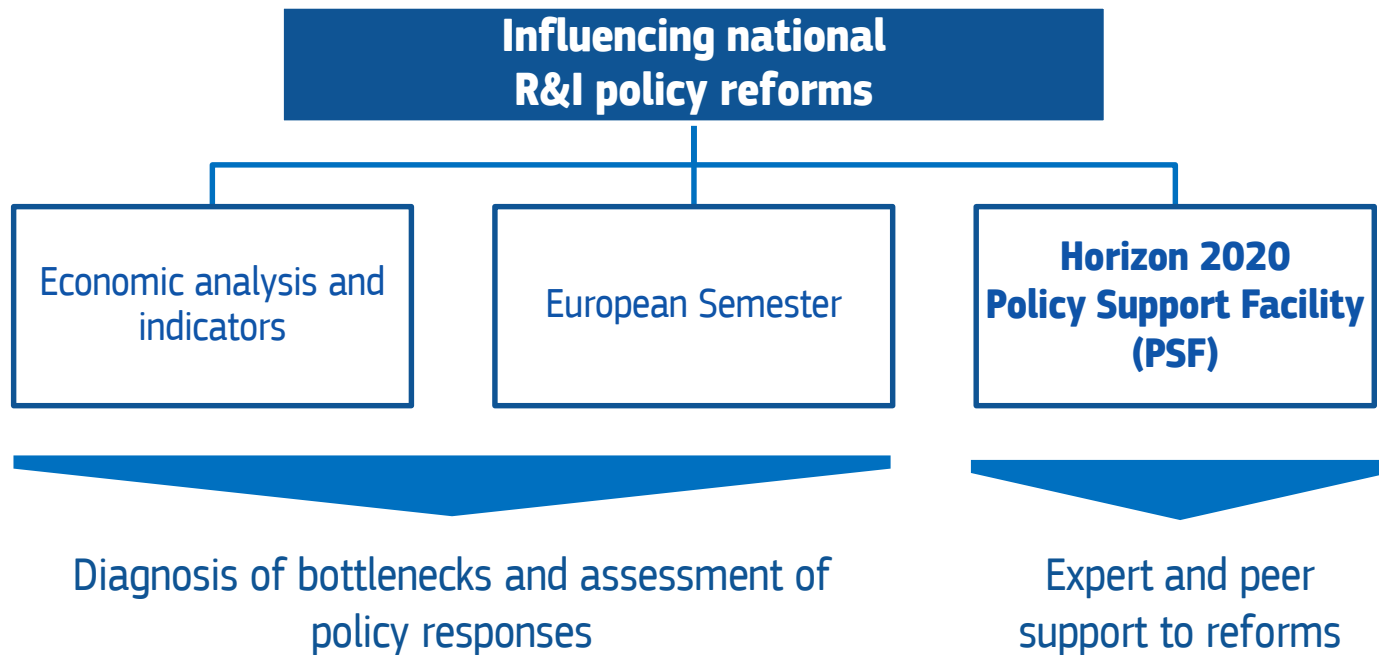 Influencing national
R&I policy reforms
Economic analysis and
indicators
European Semester
Horizon 2020
Policy Support Facility
(PSF)
Diagnosis of bottlenecks and assessment of
policy responses
Expert and peer
support to reforms